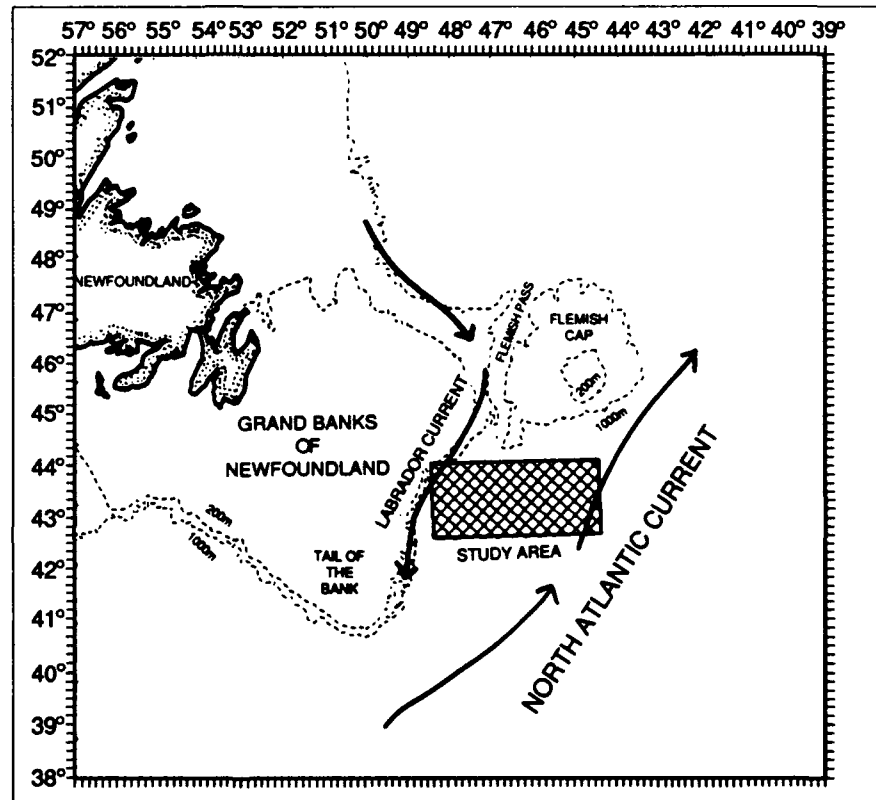 57° 56° 55° 55° 53° 52° 51° 50° 49° 48° 47° 46° 45° 44° 43° 42° 41° 40° 39°
52°
51°
50°
49°
48°
47°
46°
45°
44°
43°
42°
41°
40°
39°
38°
NEWFOUNDLAND
FLEMISH PASS
FLEMISH
CAP
200m
1000m
GRAND BANKS
OF
NEWFOUNDLAND
LABRADOR CURRENT
200m
1000m
TAIL OF
THE
BANK
STUDY AREA
NORTH ATLANTIC CURRENT